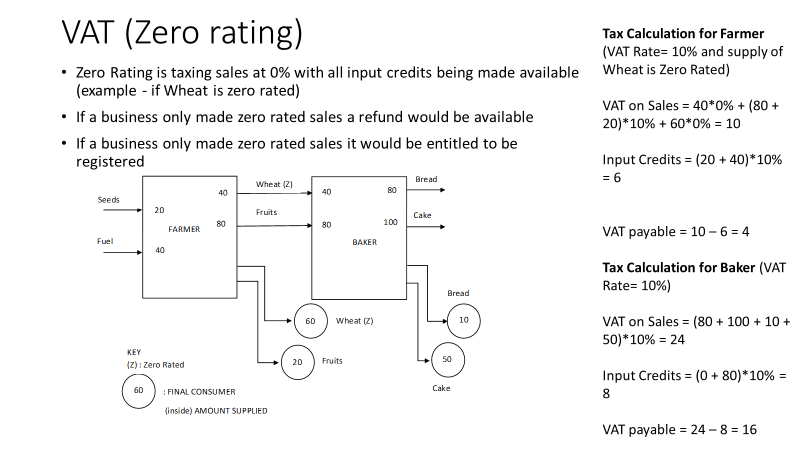 VAT (Zero rating)
• Zero Rating is taxing sales at 0% with all input credits being made available
(example - if Wheat is zero rated)
• If a business only made zero rated sales a refund would be available
• If a business only made zero rated sales it would be entitled to be
registered
Seeds
Fuel
20
40
FARMER
40
80
Wheat (Z)
Fruits
40
80
BAKER
80
100
Bread
Cake
60
Wheat (Z)
20
Fruits
Bread
10
50
Cake
KEY
(Z) : Zero Rated
60
: FINAL CONSUMER
(inside) AMOUNT SUPPLIED
Tax Calculation for Farmer
(VAT Rate= 10% and supply of
Wheat is Zero Rated)
VAT on Sales = 40*0% + (80 +
20)*10% + 60*0% = 10
Input Credits = (20 + 40)*10%
= 6
VAT payable = 10 – 6 = 4
Tax Calculation for Baker (VAT
Rate= 10%)
VAT on Sales = (80 + 100 + 10 +
50)*10% = 24
Input Credits = (0 + 80)*10% =
8
VAT payable = 24 – 8 = 16